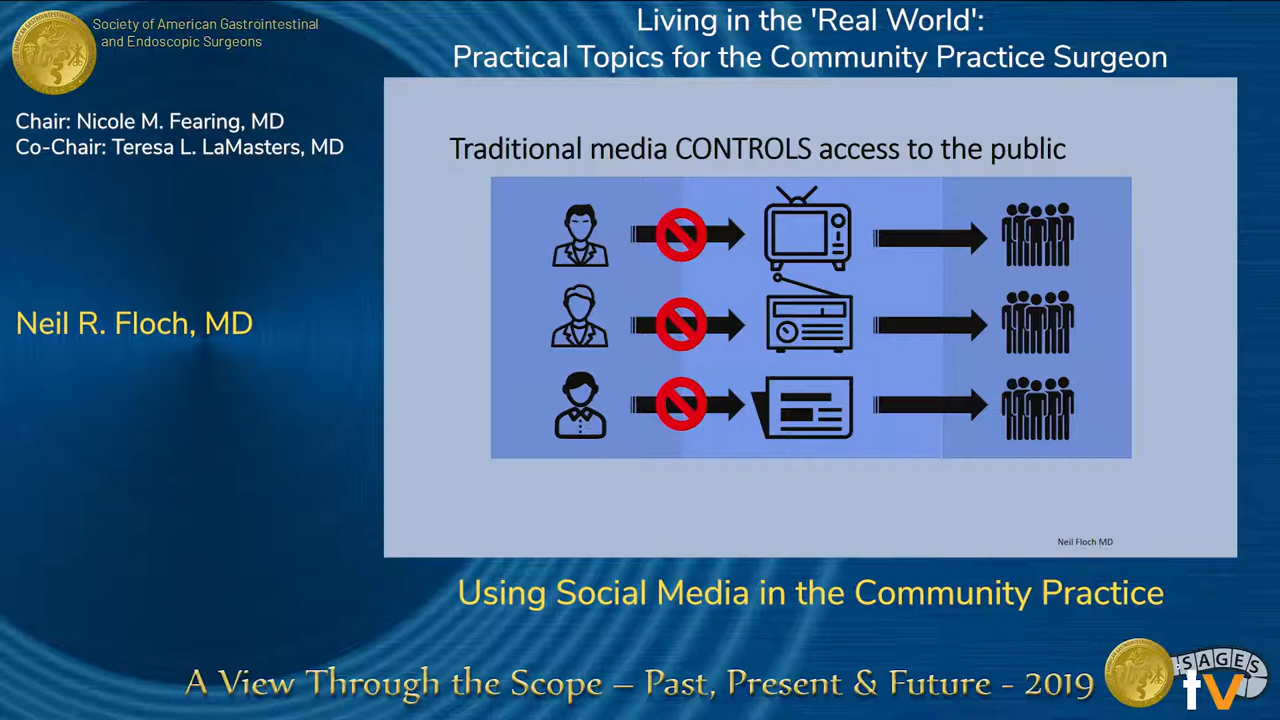 Society of American Gastrointestinal
and Endoscopic Surgeons
Living in the 'Real World':
Practical Topics for the Community Practice Surgeon
Chair: Nicole M. Fearing, MD
Co-Chair: Teresa L. LaMasters, MD
Traditional media CONTROLS access to the public
Neil R. Floch, MD
Neil Floch MD
Using Social Media in the Community Practice
A View Through the Scope – Past, Present & Future - 2019
SAGES
tv